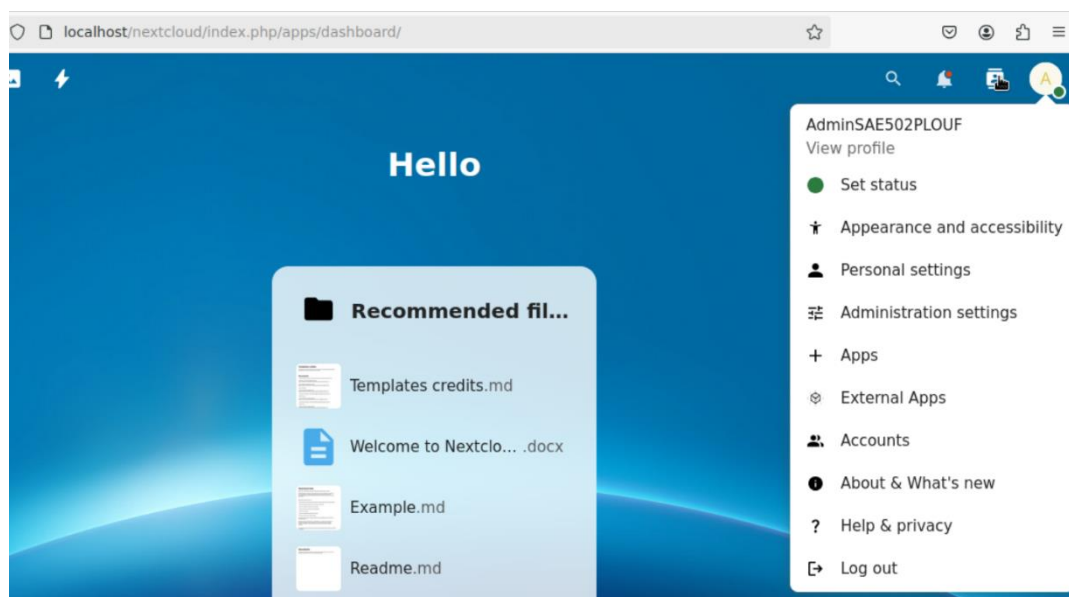 localhost/nextcloud/index.php/apps/dashboard/
A
Hello
AdminSAE502PLOUF
View profile
Set status
Appearance and accessibility
Personal settings
Administration settings
Apps
External Apps
Accounts
About & What's new
Help & privacy
Log out
Recommended fil...
Templates credits.md
Welcome to Nextclo... .docx
Example.md
Readme.md